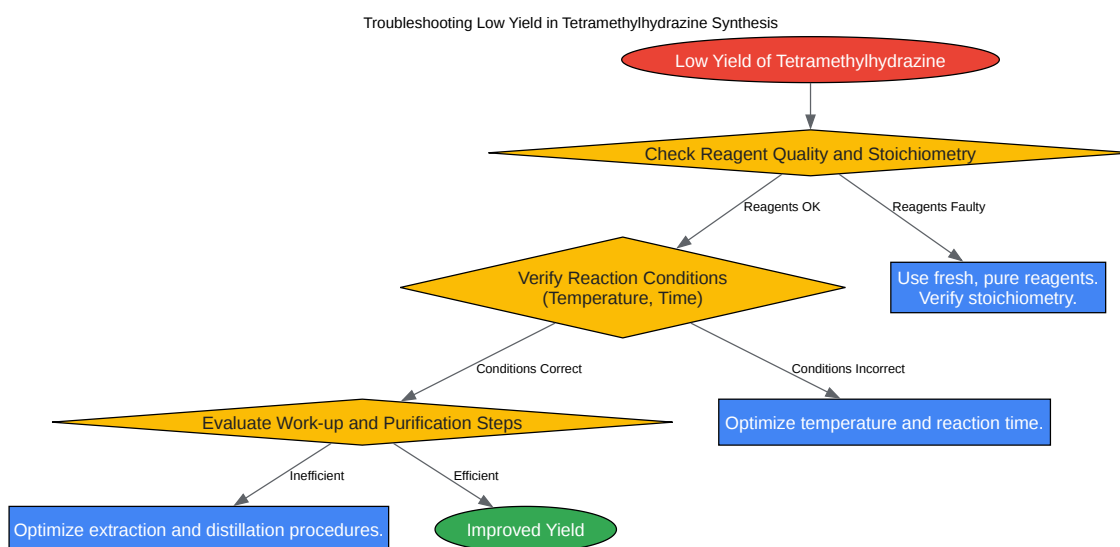 Troubleshooting Low Yield in Tetramethylhydrazine Synthesis
Low Yield of Tetramethylhydrazine
Check Reagent Quality and Stoichiometry
Reagents OK
Reagents Faulty
Verify Reaction Conditions
(Temperature, Time)
Use fresh, pure reagents.
Verify stoichiometry.
Conditions Correct
Conditions Incorrect
Evaluate Work-up and Purification Steps
Optimize temperature and reaction time.
Inefficient
Efficient
Optimize extraction and distillation procedures.
Improved Yield